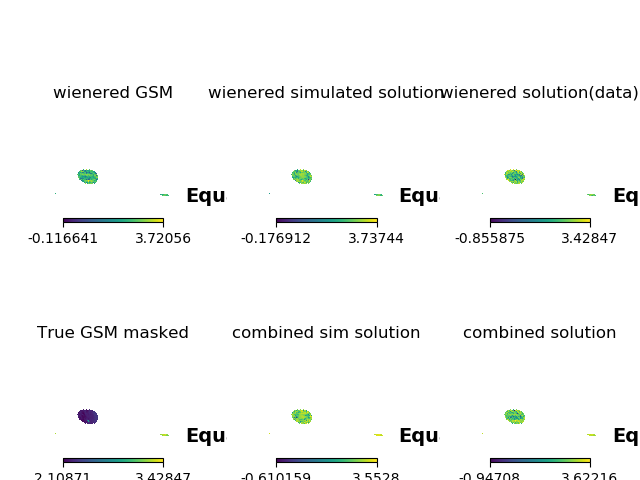 wienered GSM
wienered simulated solution
wienered solution(data)
Equ
Equ
Eq
-0.116641 3.72056
-0.176912 3.73744
-0.855875 3.42847
True GSM masked
combined sim solution
combined solution
Equ
Equ
Eq
2.10871 3.42847
-0.610159 3.5528
-0.94708 3.62216